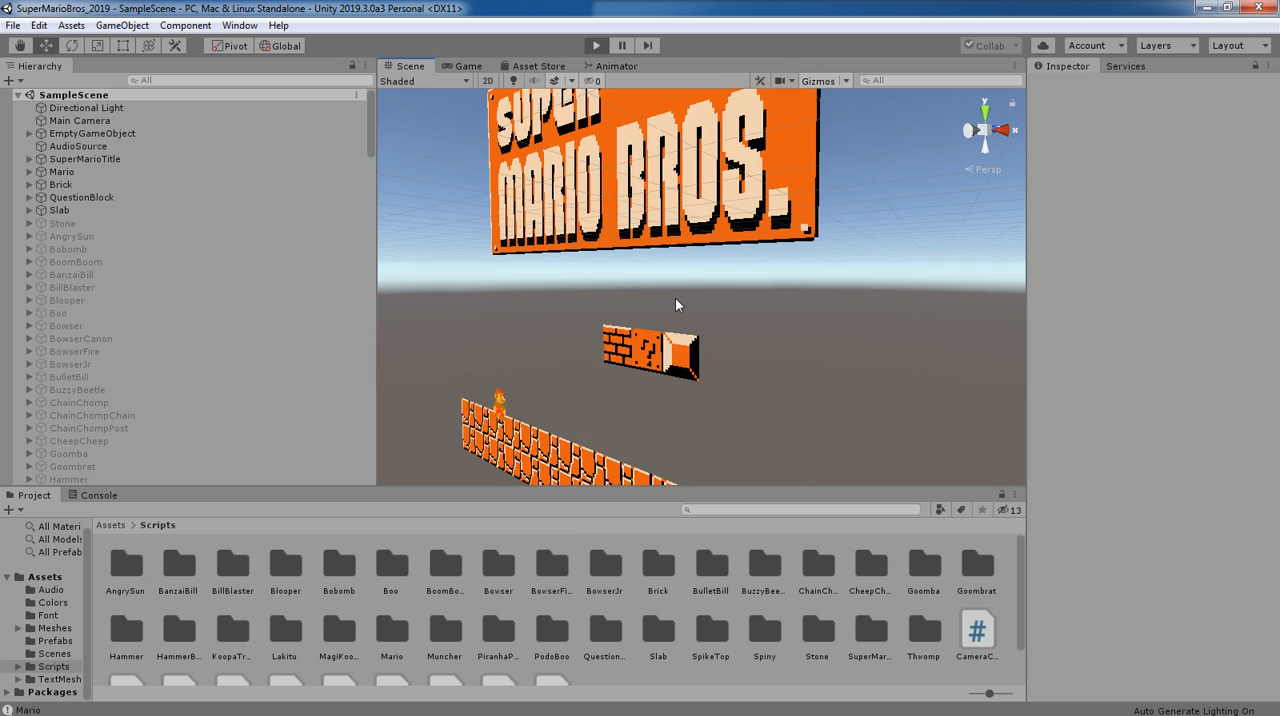 SuperMarioBros_2019 - SampleScene - PC, Mac & Linux Standalone - Unity 2019.3.0a3 Personal <DX11>
File Edit Assets GameObject Component Window Help
Pivot Global Collab Account Layers Layout
Hierarchy Scene Game Asset Store Animator Inspector Services
All Shaded 2D 0 Gizmos All
SampleScene
Directional Light
Main Camera
EmptyGameObject
AudioSource
SuperMarioTitle
Mario
Brick
QuestionBlock
Slab
Stone
AngrySun
Bobomb
BoomBoom
BanzaiBill
BillBlaster
Blooper
Boo
Bowser
BowserCanon
BowserFire
BowserJr
BulletBill
BuzzyBeetle
ChainChomp
ChainChompChain
ChainChompPost
CheepCheep
Goomba
Goombrat
Hammer
SUPER
MARIO BROS.
y
x
Persp
?
Project Console
13
All Materi
All Models
All Prefab
Assets
Audio
Colors
Font
Meshes
Prefabs
Scenes
Scripts
TextMesh
Packages
Assets > Scripts
AngrySun BanzaiBill BillBlaster Blooper Bobomb Boo BoomBo... Bowser BowserFi... BowserJr Brick BulletBill BuzzyBee... ChainCh... CheepCh... Goomba Goombrat
Hammer HammerB... KoopaTr... Lakitu MagiKoo... Mario Muncher PiranhaP... PodoBoo Question... Slab SpikeTop Spiny Stone SuperMar... Thwomp CameraC...
Mario
Auto Generate Lighting On